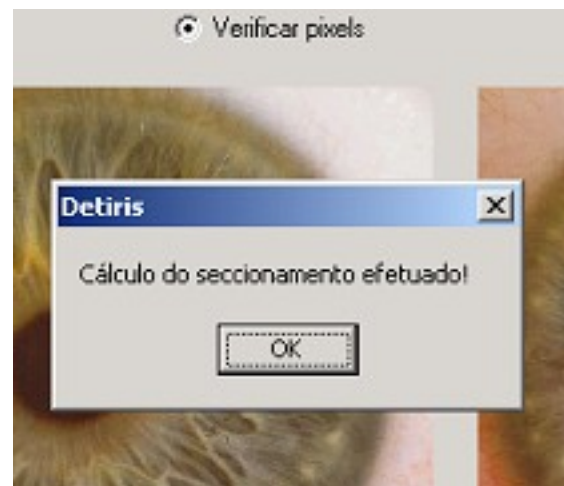 Verificar pixels
Detiris
Cálculo do seccionamento efetuado!
OK